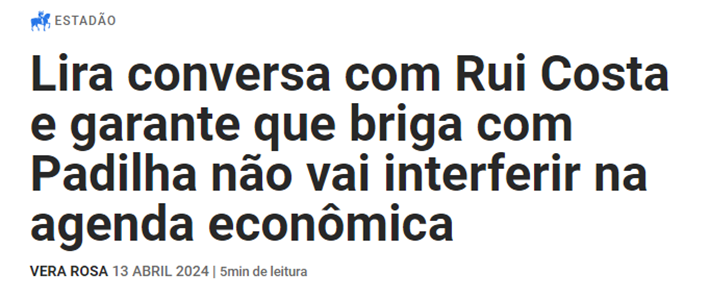 ESTADÃO
Lira conversa com Rui Costa
e garante que briga com
Padilha não vai interferir na
agenda econômica
VERA ROSA 13 ABRIL 2024 | 5min de leitura